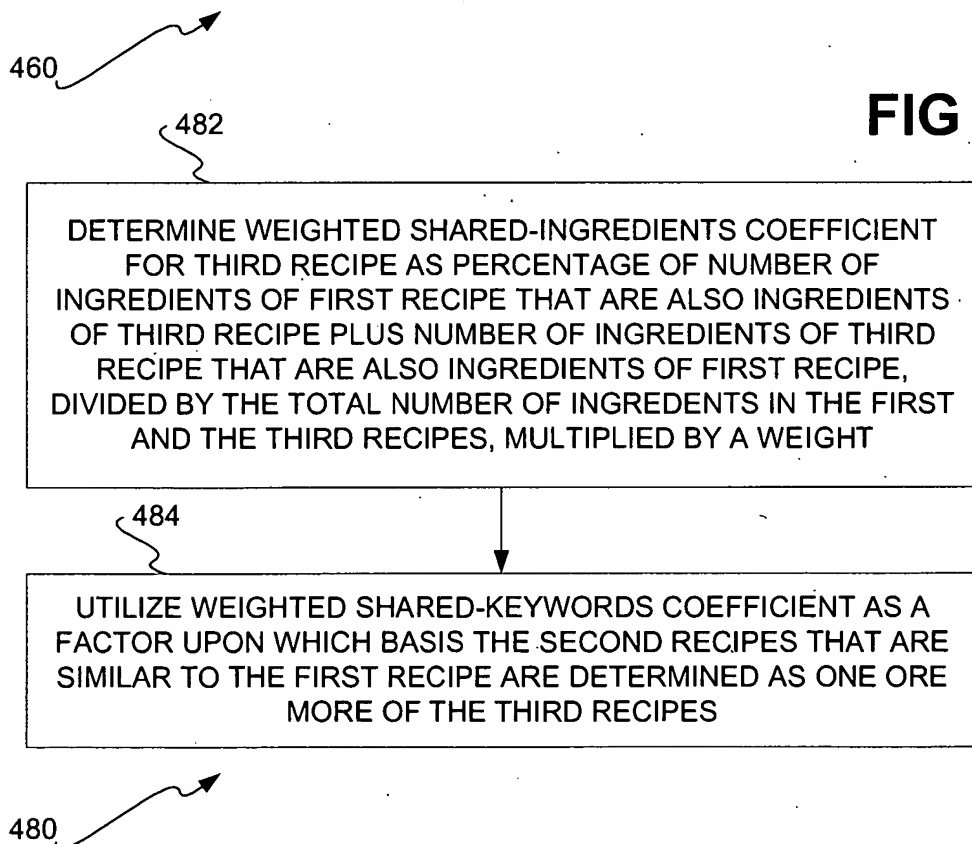 460
FIG
482
DETERMINE WEIGHTED SHARED-INGREDIENTS COEFFICIENT
FOR THIRD RECIPE AS PERCENTAGE OF NUMBER OF
INGREDIENTS OF FIRST RECIPE THAT ARE ALSO INGREDIENTS
OF THIRD RECIPE PLUS NUMBER OF INGREDIENTS OF THIRD
RECIPE THAT ARE ALSO INGREDIENTS OF FIRST RECIPE,
DIVIDED BY THE TOTAL NUMBER OF INGREDENTS IN THE FIRST
AND THE THIRD RECIPES, MULTIPLIED BY A WEIGHT
484
UTILIZE WEIGHTED SHARED-KEYWORDS COEFFICIENT AS A
FACTOR UPON WHICH BASIS THE SECOND RECIPES THAT ARE
SIMILAR TO THE FIRST RECIPE ARE DETERMINED AS ONE ORE
MORE OF THE THIRD RECIPES
480